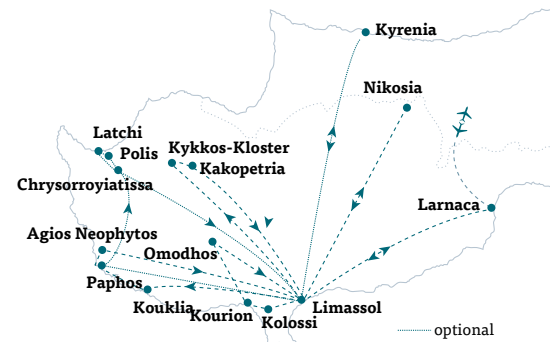 Kyrenia
Nikosia
Latchi
Polis
Kykkos-Kloster
Kakopetria
Chrysorroyiatissa
Larnaca
Agios Neophytos
Omodhos
Paphos
Kouklia
Kourion
Kolossi
Limassol
optional